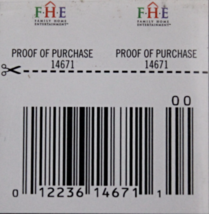 FHE FHE
FAMILY HOME ENTERTAINMENT FAMILY HOME ENTERTAINMENT
PROOF OF PURCHASE PROOF OF PURCHASE
14671 14671
00
0 12236 14671 1